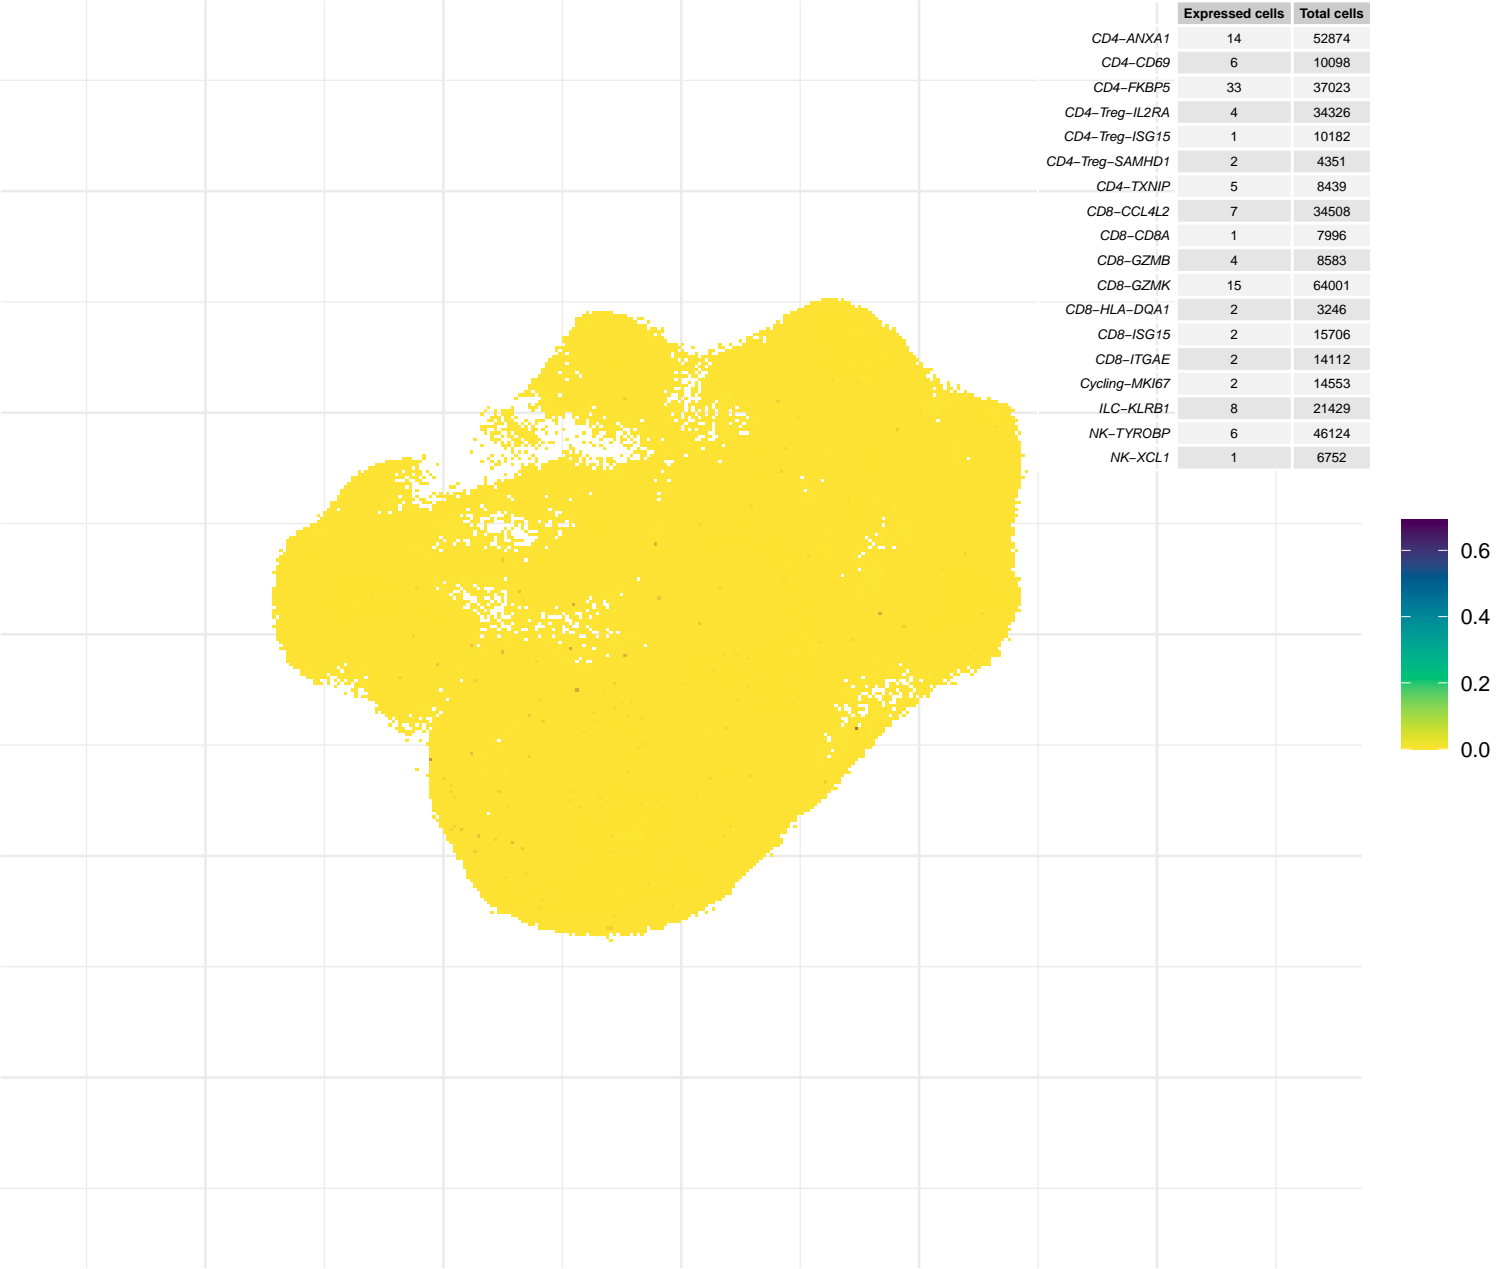 Expressed cells Total cells
CD4−ANXA1 14 52874
CD4−CD69 6 10098
CD4−FKBP5 33 37023
CD4−Treg−IL2RA 4 34326
CD4−Treg−ISG15 1 10182
CD4−Treg−SAMHD1 2 4351
CD4−TXNIP 5 8439
CD8−CCL4L2 7 34508
CD8−CD8A 1 7996
CD8−GZMB 4 8583
CD8−GZMK 15 64001
CD8−HLA−DQA1 2 3246
CD8−ISG15 2 15706
CD8−ITGAE 2 14112
Cycling−MKI67 2 14553
ILC−KLRB1 8 21429
NK−TYROBP 6 46124
NK−XCL1 1 6752
0.6
0.4
0.2
0.0